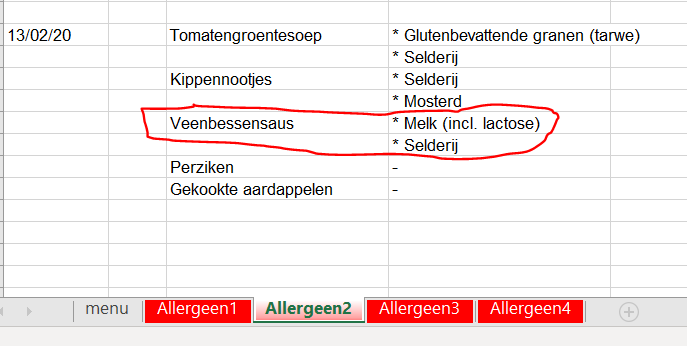 13/02/20 Tomatengroentesoep * Glutenbevattende granen (tarwe)
* Selderij
Kippennootjes * Selderij
* Mosterd
Veenbessensaus * Melk (incl. lactose)
* Selderij
Perziken -
Gekookte aardappelen -
menu Allergeen1 Allergeen2 Allergeen3 Allergeen4